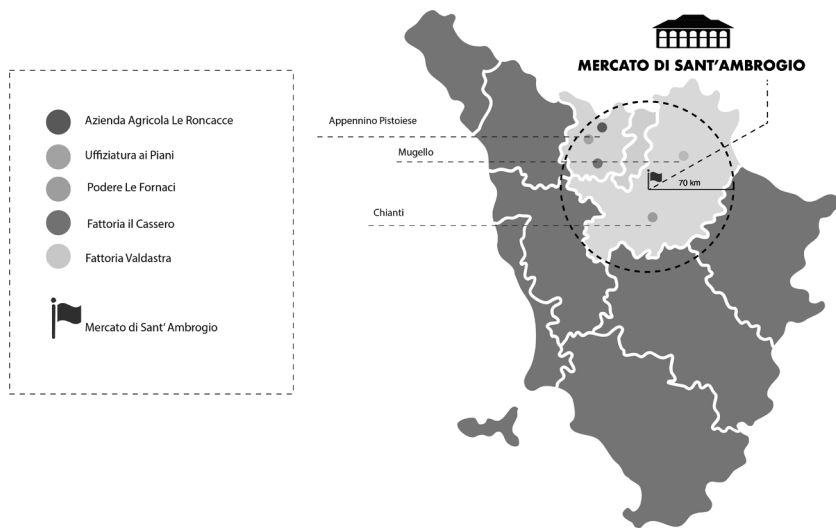 MERCATO DI SANT'AMBROGIO
Azienda Agricola Le Roncacce
Uffiziatura ai Piani
Podere Le Fornaci
Fattoria il Cassero
Fattoria Valdastra
Mercato di Sant' Ambrogio
Appennino Pistoiese
Mugello
70 km
Chianti